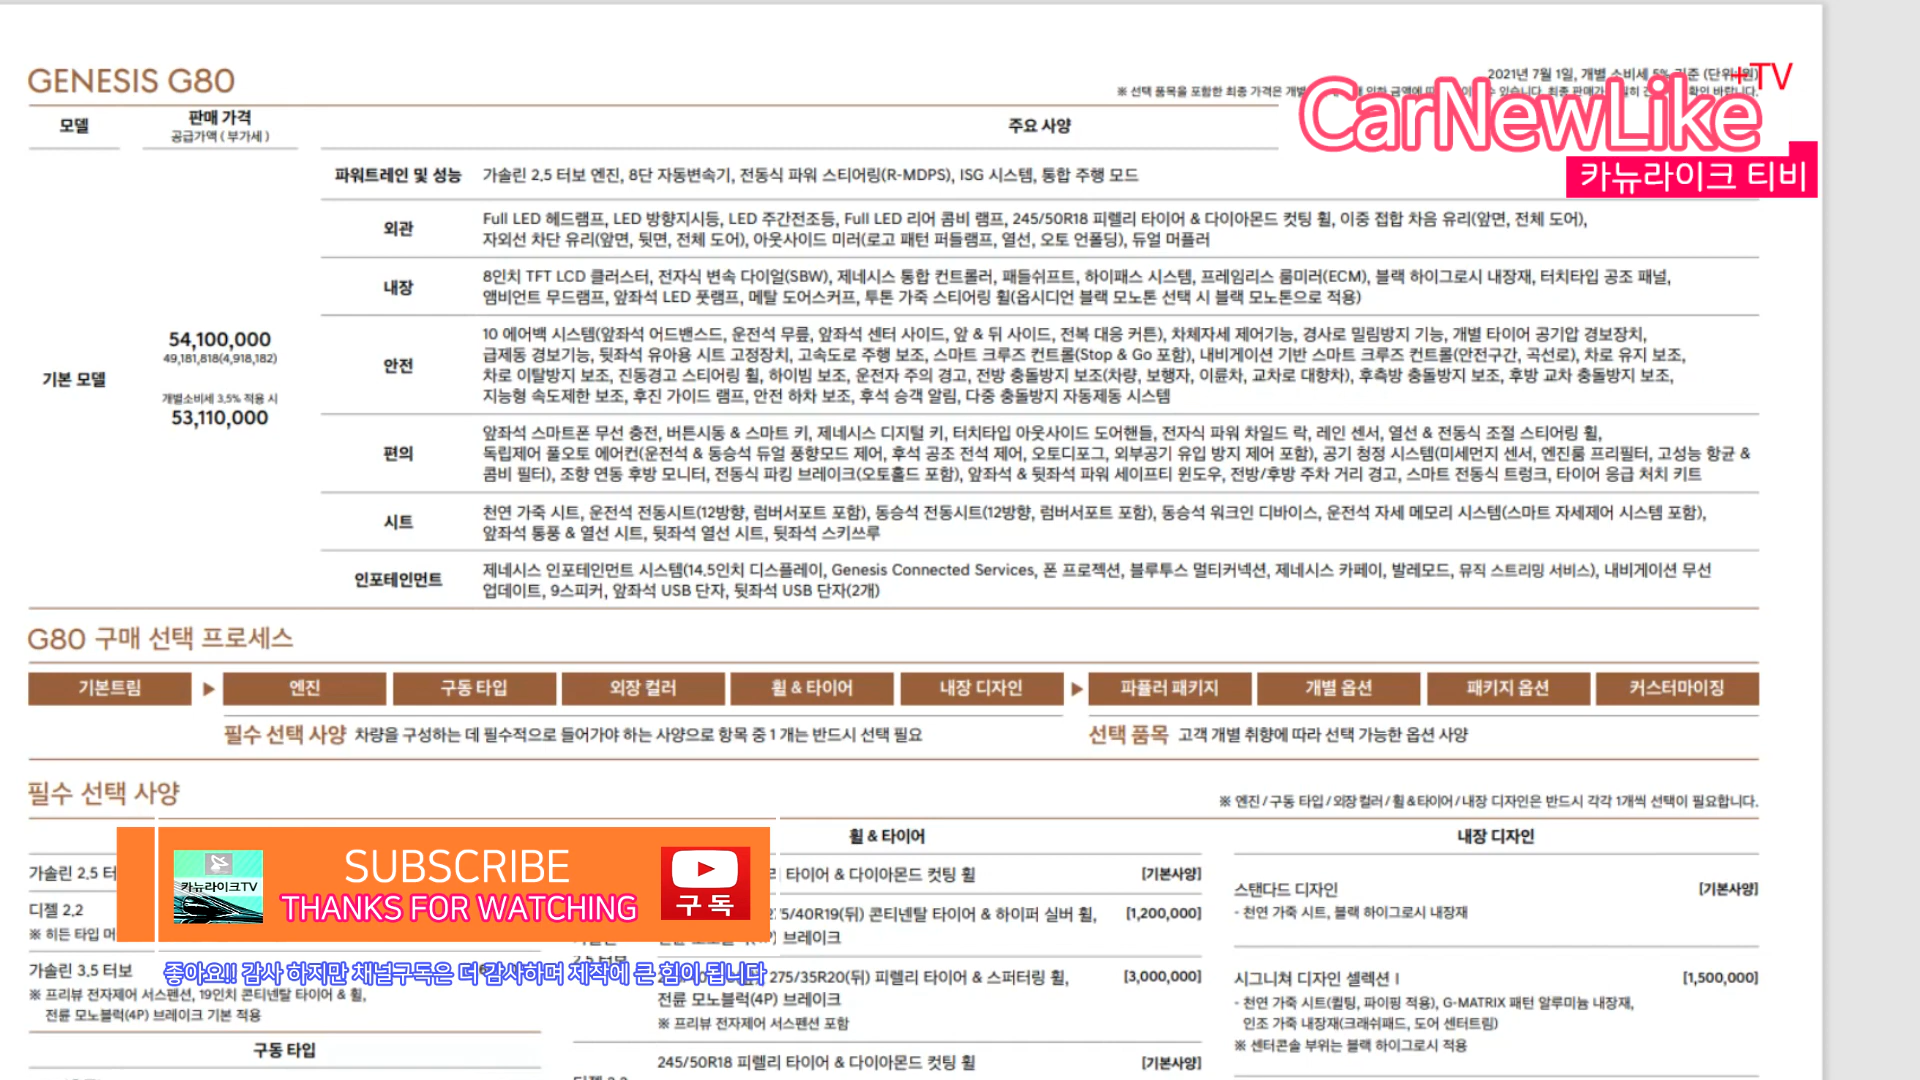 GENESIS G80
2021년 7월 1일, 개별 소비세 5% 기준 (단위: 원)
※ 선택 품목을 포함한 최종 가격은 개별
CarNewLike
+TV
카뉴라이크 티비
모델
판매 가격
공급가액 ( 부가세 )
주요 사양
기본 모델
54,100,000
49,181,818(4,918,182)
개별소비세 3.5% 적용 시
53,110,000
파워트레인 및 성능
가솔린 2.5 터보 엔진, 8단 자동변속기, 전동식 파워 스티어링(R-MDPS), ISG 시스템, 통합 주행 모드
외관
Full LED 헤드램프, LED 방향지시등, LED 주간전조등, Full LED 리어 콤비 램프, 245/50R18 피렐리 타이어 & 다이아몬드 컷팅 휠, 이중 접합 차음 유리(앞면, 전체 도어),
자외선 차단 유리(앞면, 뒷면, 전체 도어), 아웃사이드 미러(로고 패턴 퍼들램프, 열선, 오토 언폴딩), 듀얼 머플러
내장
8인치 TFT LCD 클러스터, 전자식 변속 다이얼(SBW), 제네시스 통합 컨트롤러, 패들쉬프트, 하이패스 시스템, 프레임리스 룸미러(ECM), 블랙 하이그로시 내장재, 터치타입 공조 패널,
앰비언트 무드램프, 앞좌석 LED 풋램프, 메탈 도어스커프, 투톤 가죽 스티어링 휠(옵시디언 블랙 모노톤 선택 시 블랙 모노톤으로 적용)
안전
10 에어백 시스템(앞좌석 어드밴스드, 운전석 무릎, 앞좌석 센터 사이드, 앞 & 뒤 사이드, 전복 대응 커튼), 차체자세 제어기능, 경사로 밀림방지 기능, 개별 타이어 공기압 경보장치,
급제동 경보기능, 뒷좌석 유아용 시트 고정장치, 고속도로 주행 보조, 스마트 크루즈 컨트롤(Stop & Go 포함), 내비게이션 기반 스마트 크루즈 컨트롤(안전구간, 곡선로), 차로 유지 보조,
차로 이탈방지 보조, 진동경고 스티어링 휠, 하이빔 보조, 운전자 주의 경고, 전방 충돌방지 보조(차량, 보행자, 이륜차, 교차로 대향차), 후측방 충돌방지 보조, 후방 교차 충돌방지 보조,
지능형 속도제한 보조, 후진 가이드 램프, 안전 하차 보조, 후석 승객 알림, 다중 충돌방지 자동제동 시스템
편의
앞좌석 스마트폰 무선 충전, 버튼시동 & 스마트 키, 제네시스 디지털 키, 터치타입 아웃사이드 도어핸들, 전자식 파워 차일드 락, 레인 센서, 열선 & 전동식 조절 스티어링 휠,
독립제어 풀오토 에어컨(운전석 & 동승석 듀얼 풍향모드 제어, 후석 공조 전석 제어, 오토디포그, 외부공기 유입 방지 제어 포함), 공기 청정 시스템(미세먼지 센서, 엔진룸 프리필터, 고성능 항균 &
콤비 필터), 조향 연동 후방 모니터, 전동식 파킹 브레이크(오토홀드 포함), 앞좌석 & 뒷좌석 파워 세이프티 윈도우, 전방/후방 주차 거리 경고, 스마트 전동식 트렁크, 타이어 응급 처치 키트
시트
천연 가죽 시트, 운전석 전동시트(12방향, 럼버서포트 포함), 동승석 전동시트(12방향, 럼버서포트 포함), 동승석 워크인 디바이스, 운전석 자세 메모리 시스템(스마트 자세제어 시스템 포함),
앞좌석 통풍 & 열선 시트, 뒷좌석 열선 시트, 뒷좌석 스키쓰루
인포테인먼트
제네시스 인포테인먼트 시스템(14.5인치 디스플레이, Genesis Connected Services, 폰 프로젝션, 블루투스 멀티커넥션, 제네시스 카페이, 발레모드, 뮤직 스트리밍 서비스), 내비게이션 무선
업데이트, 9스피커, 앞좌석 USB 단자, 뒷좌석 USB 단자(2개)
G80 구매 선택 프로세스
기본트림 ▶ 엔진 구동 타입 외장 컬러 휠 & 타이어 내장 디자인 ▶ 파퓰러 패키지 개별 옵션 패키지 옵션 커스터마이징
필수 선택 사양 차량을 구성하는 데 필수적으로 들어가야 하는 사양으로 항목 중 1 개는 반드시 선택 필요
선택 품목 고객 개별 취향에 따라 선택 가능한 옵션 사양
필수 선택 사양
※ 엔진 / 구동 타입 / 외장 컬러 / 휠 & 타이어 / 내장 디자인은 반드시 각각 1개씩 선택이 필요합니다.
가솔린 2.5 터
디젤 2.2
※ 히든 타입 머
가솔린 3.5 터보
※ 프리뷰 전자제어 서스펜션, 19인치 콘티넨탈 타이어 & 휠,
전륜 모노블럭(4P) 브레이크 기본 적용
구동 타입
카뉴라이크TV
SUBSCRIBE
THANKS FOR WATCHING
구 독
좋아요!! 감사 하지만 채널구독은 더 감사하며 제작에 큰 힘이 됩니다
휠 & 타이어
타이어 & 다이아몬드 컷팅 휠 [기본사양]
5/40R19(뒤) 콘티넨탈 타이어 & 하이퍼 실버 휠, [1,200,000]
브레이크
275/35R20(뒤) 피렐리 타이어 & 스퍼터링 휠, [3,000,000]
전륜 모노블럭(4P) 브레이크
※ 프리뷰 전자제어 서스펜션 포함
245/50R18 피렐리 타이어 & 다이아몬드 컷팅 휠 [기본사양]
내장 디자인
스탠다드 디자인 [기본사양]
- 천연 가죽 시트, 블랙 하이그로시 내장재
시그니쳐 디자인 셀렉션 I [1,500,000]
- 천연 가죽 시트(퀼팅, 파이핑 적용), G-MATRIX 패턴 알루미늄 내장재,
인조 가죽 내장재(크래쉬패드, 도어 센터트림)
※ 센터콘솔 부위는 블랙 하이그로시 적용